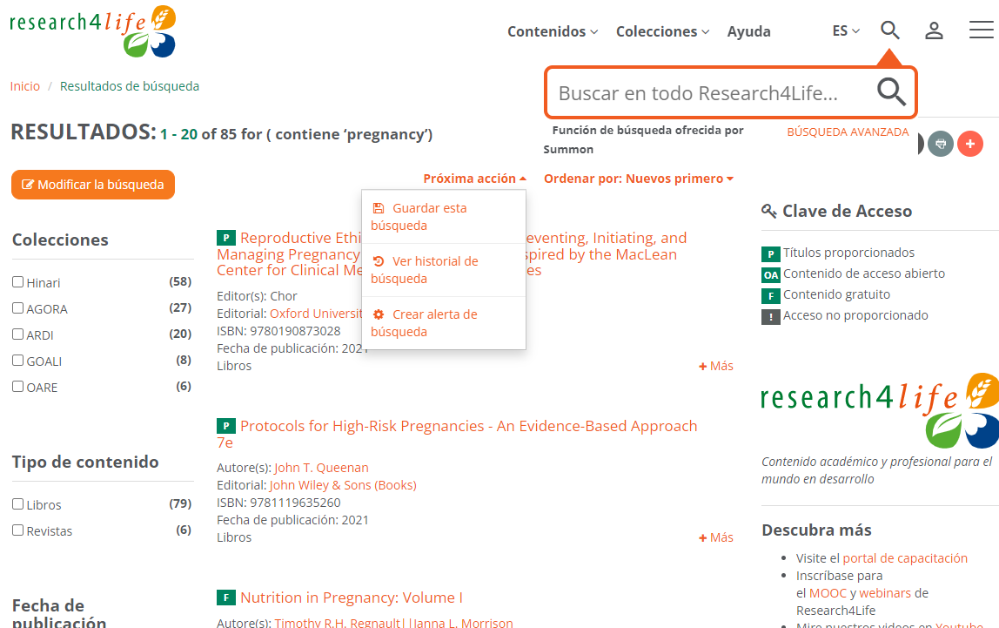 research4life
Contenidos
Colecciones
Ayuda
ES
Inicio / Resultados de búsqueda
Buscar en todo Research4Life...
RESULTADOS: 1 - 20 of 85 for ( contiene ‘pregnancy’)
Función de búsqueda ofrecida por
Summon
BÚSQUEDA AVANZADA
Modificar la búsqueda
Próxima acción
Ordenar por: Nuevos primero
Guardar esta
búsqueda
Ver historial de
búsqueda
Crear alerta de
búsqueda
Colecciones
Hinari (58)
AGORA (27)
ARDI (20)
GOALI (8)
OARE (6)
Tipo de contenido
Libros (79)
Revistas (6)
Fecha de
publicación
P Reproductive Ethi eventing, Initiating, and
Managing Pregnancy spired by the MacLean
Center for Clinical Me es
Editor(s): Chor
Editorial: Oxford Universit
ISBN: 9780190873028
Fecha de publicación: 2021
Libros
+ Más
P Protocols for High-Risk Pregnancies - An Evidence-Based Approach
7e
Autore(s): John T. Queenan
Editorial: John Wiley & Sons (Books)
ISBN: 9781119635260
Fecha de publicación: 2021
Libros
+ Más
F Nutrition in Pregnancy: Volume I
Autore(s): Timothy R.H. Regnault||Janna L. Morrison
Clave de Acceso
P Títulos proporcionados
OA Contenido de acceso abierto
F Contenido gratuito
! Acceso no proporcionado
research4life
Contenido académico y profesional para el
mundo en desarrollo
Descubra más
Visite el portal de capacitación
Inscríbase para
el MOOC y webinars de
Research4Life
Mire nuestros videos en Youtube